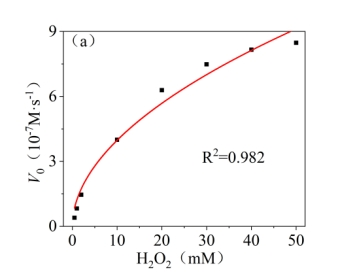 (a)
9
6
3
0
V₀（10⁻⁷M·s⁻¹）
R²=0.982
0 10 20 30 40 50
H₂O₂（mM）